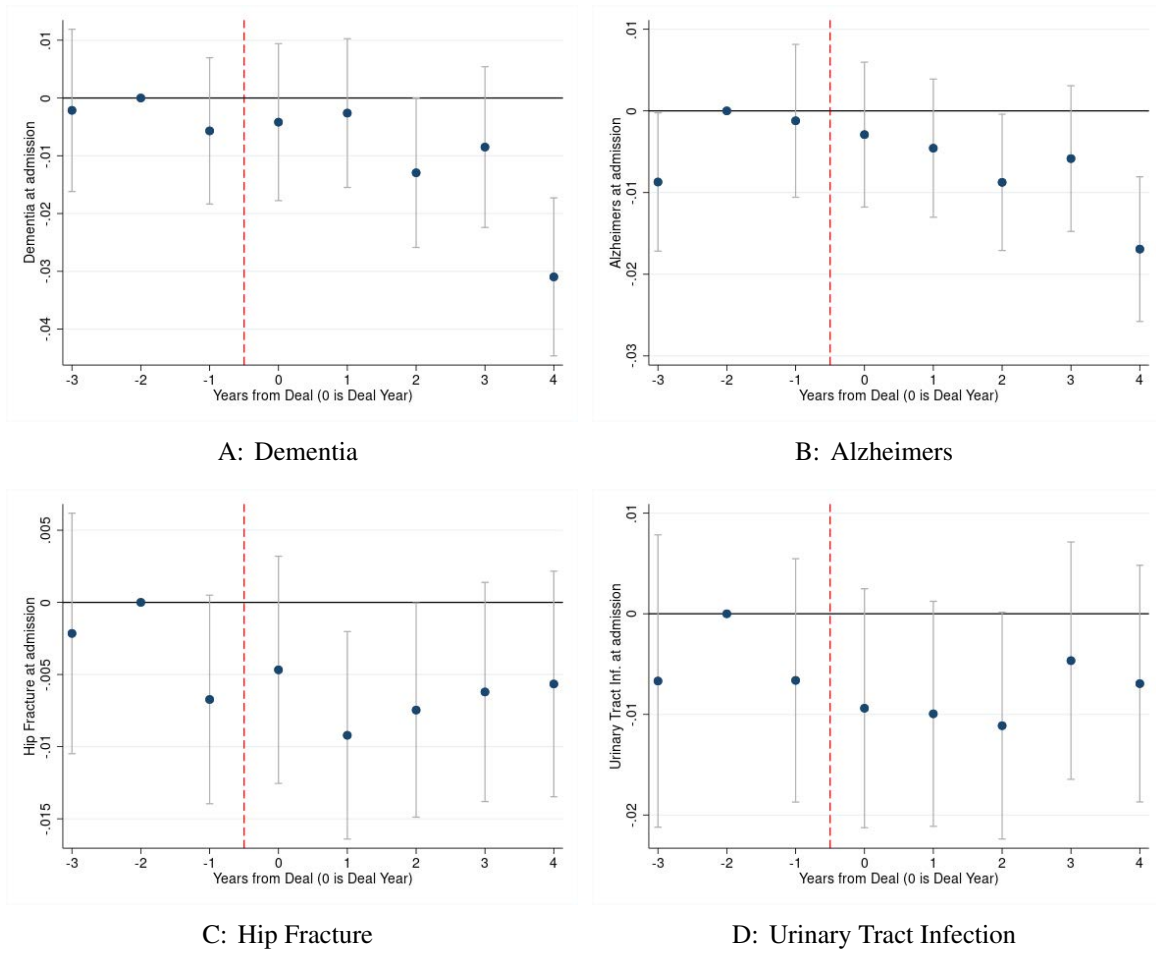 .01
0
-.01
-.02
-.03
-.04
Dementia at admission
-3 -2 -1 0 1 2 3 4
Years from Deal (0 is Deal Year)
A: Dementia
.01
0
-.01
-.02
-.03
Alzheimers at admission
-3 -2 -1 0 1 2 3 4
Years from Deal (0 is Deal Year)
B: Alzheimers
.005
0
-.005
-.01
-.015
Hip Fracture at admission
-3 -2 -1 0 1 2 3 4
Years from Deal (0 is Deal Year)
C: Hip Fracture
.01
0
-.01
-.02
Urinary Tract Inf. at admission
-3 -2 -1 0 1 2 3 4
Years from Deal (0 is Deal Year)
D: Urinary Tract Infection